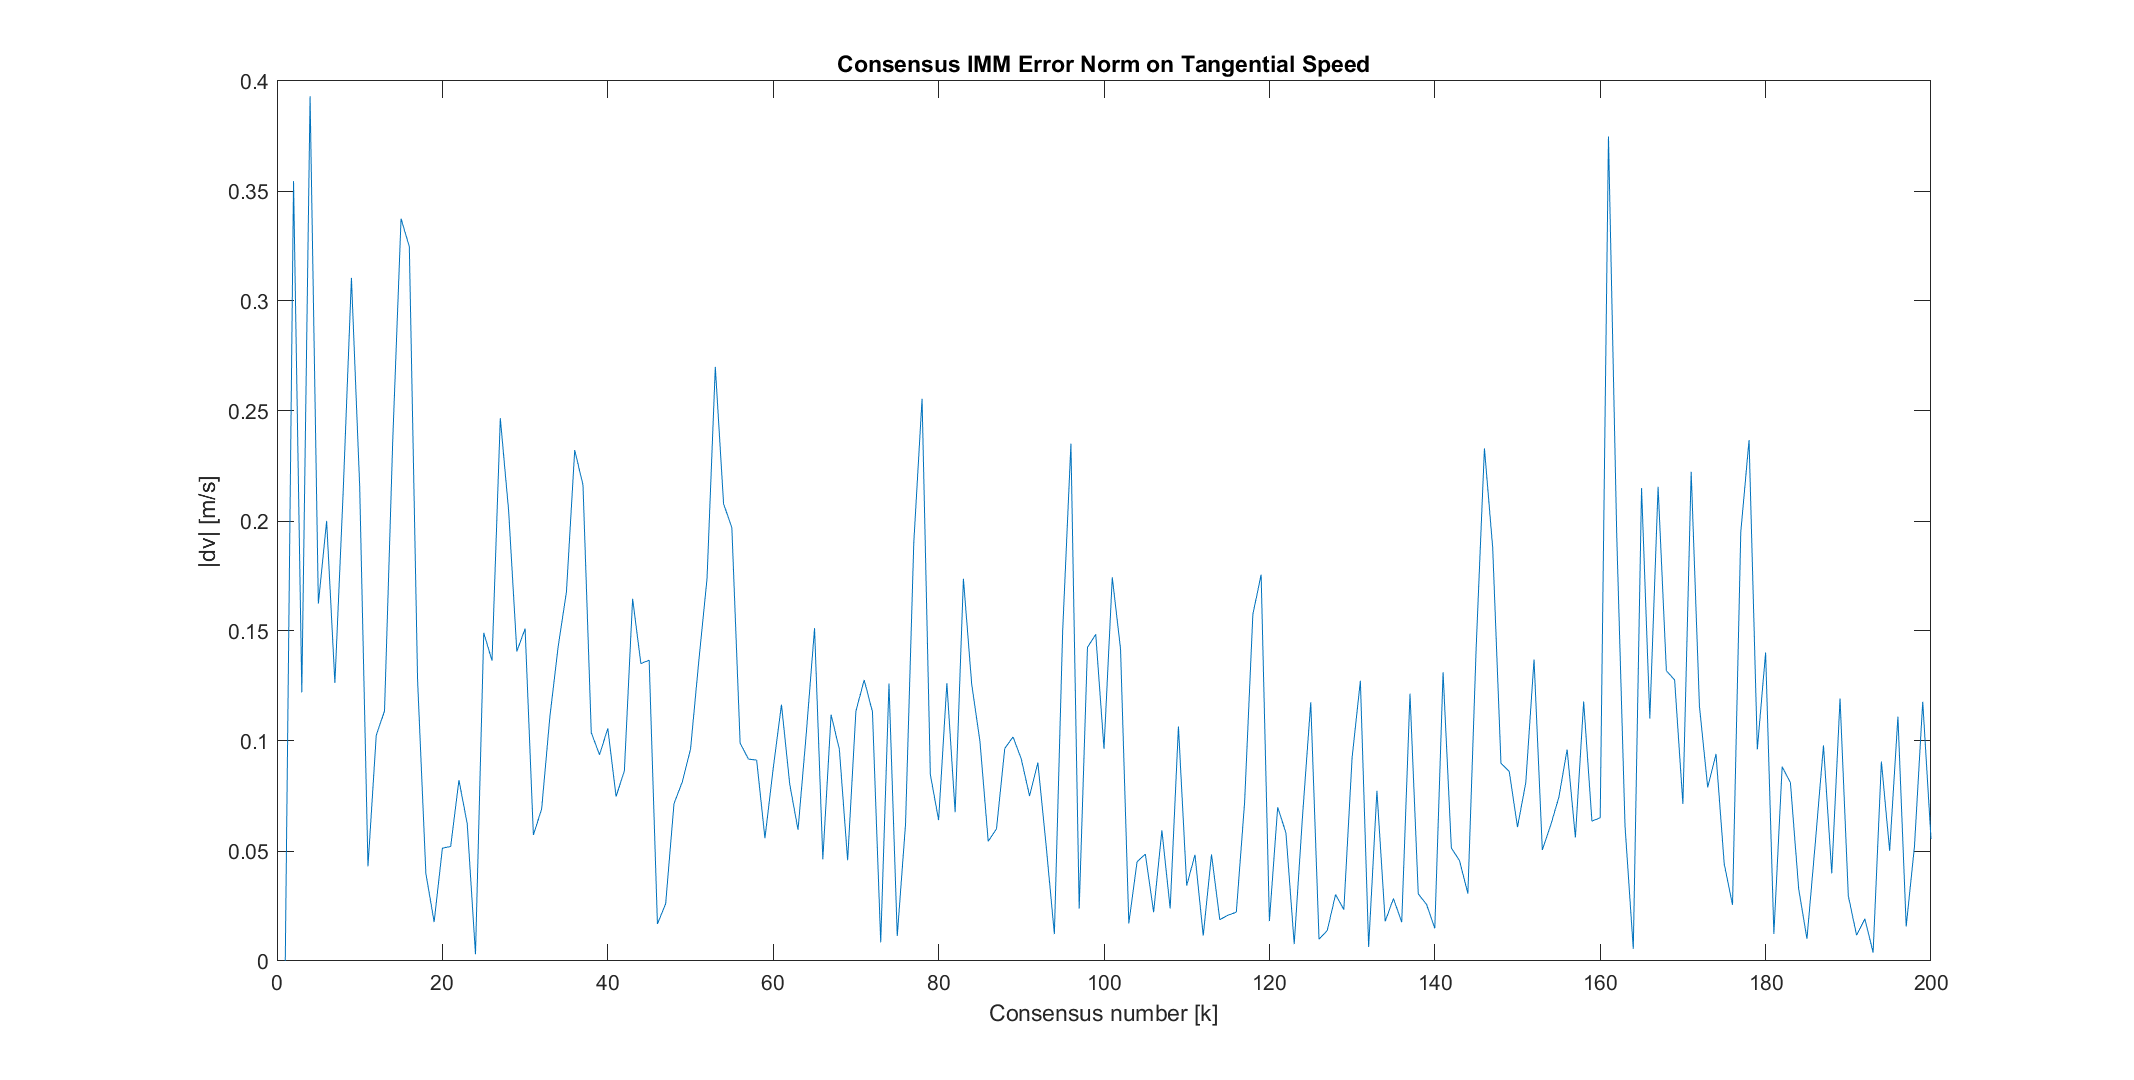 Consensus IMM Error Norm on Tangential Speed
0.4
0.35
0.3
0.25
0.2
0.15
0.1
0.05
0
|dv| [m/s]
0 20 40 60 80 100 120 140 160 180 200
Consensus number [k]